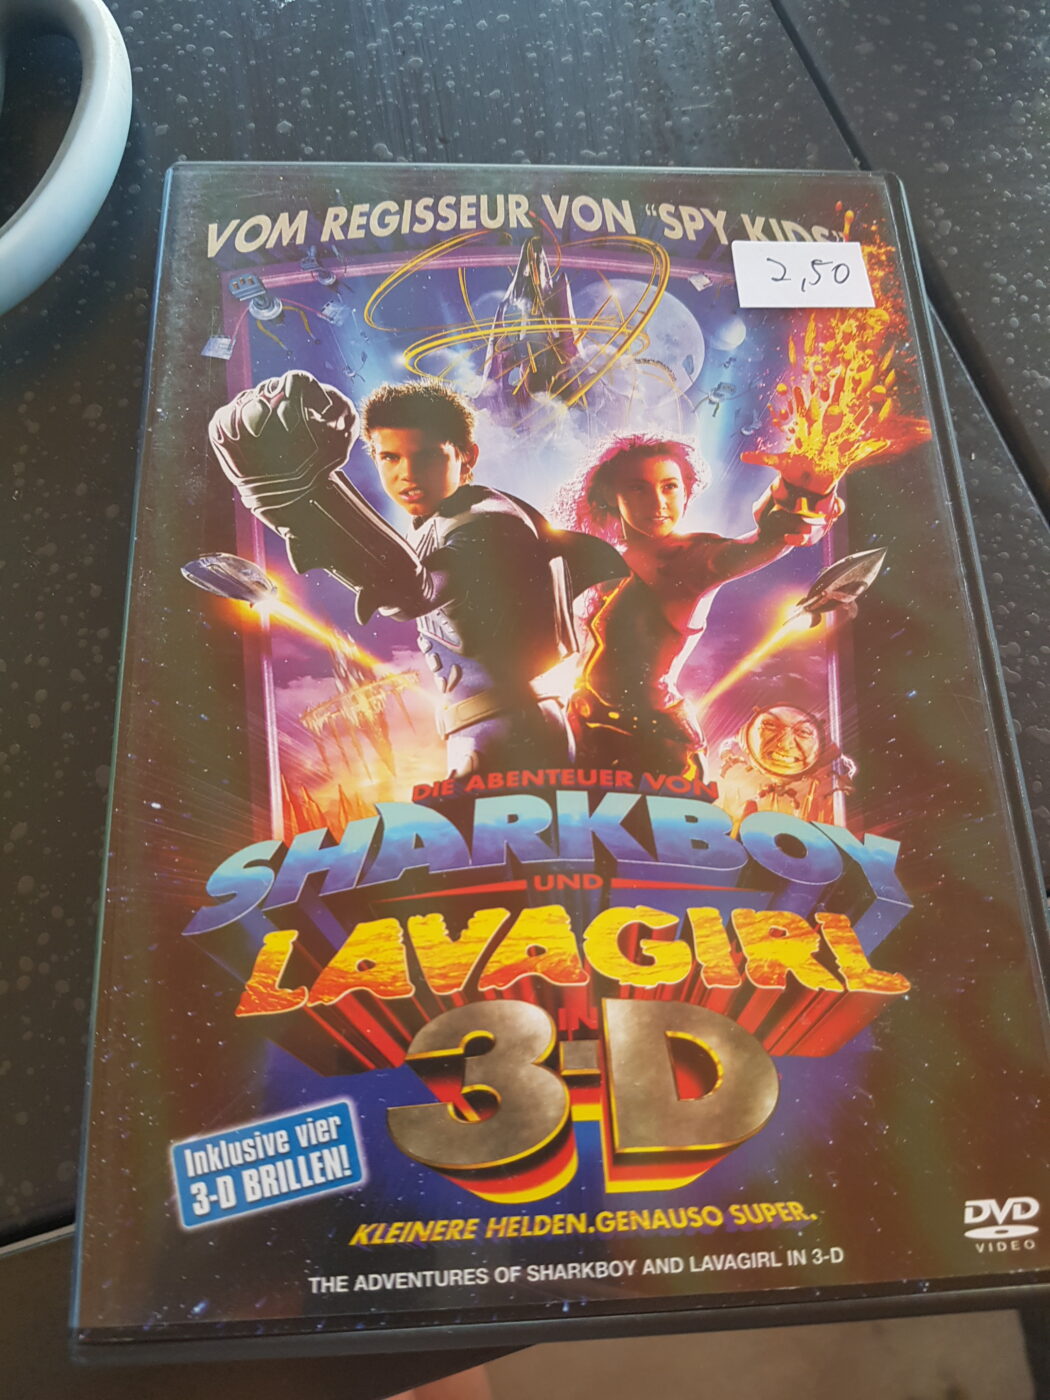 VOM REGISSEUR VON "SPY KIDS"
2,50
DIE ABENTEUER VON
SHARKBOY
UND
LAVAGIRL
IN
3-D
Inklusive vier
3-D BRILLEN!
KLEINERE HELDEN. GENAUSO SUPER.
THE ADVENTURES OF SHARKBOY AND LAVAGIRL IN 3-D
DVD
VIDEO